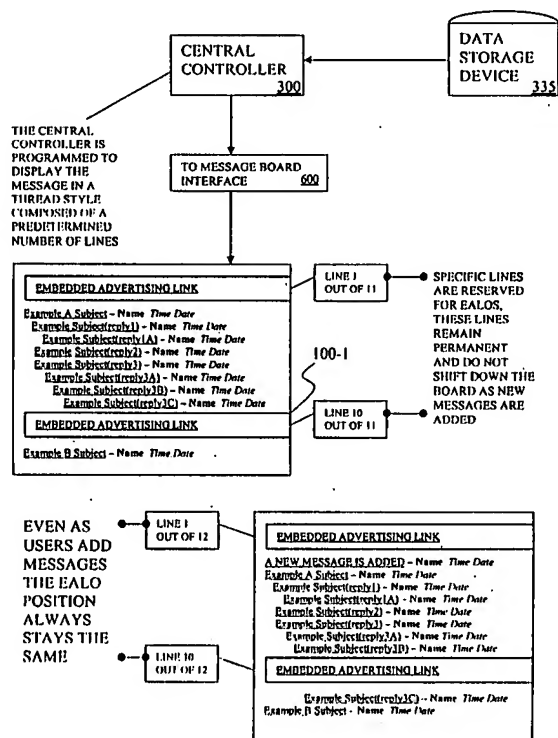 CENTRAL
CONTROLLER
300
DATA
STORAGE
DEVICE
335
THE CENTRAL
CONTROLLER IS
PROGRAMMED TO
DISPLAY THE
MESSAGE IN A
THREAD STYLE
COMPOSED OF A
PREDETERMINED
NUMBER OF LINES
TO MESSAGE BOARD
INTERFACE 600
EMBEDDED ADVERTISING LINK
Example A Subject – Name Time Date
Example Subject(reply1) – Name Time Date
Example Subject(reply1A) – Name Time Date
Example Subject(reply2) – Name Time Date
Example Subject(reply3) – Name Time Date
Example Subject(reply3A) – Name Time Date
Example Subject(reply3B) – Name Time Date
Example Subject(reply3C) – Name Time Date
EMBEDDED ADVERTISING LINK
Example B Subject – Name Time Date
LINE 1
OUT OF 11
100-1
LINE 10
OUT OF 11
SPECIFIC LINES
ARE RESERVED
FOR EALOS,
THESE LINES
REMAIN
PERMANENT
AND DO NOT
SHIFT DOWN THE
BOARD AS NEW
MESSAGES ARE
ADDED
EVEN AS
USERS ADD
MESSAGES
THE EALO
POSITION
ALWAYS
STAYS THE
SAME
LINE 1
OUT OF 12
LINE 10
OUT OF 12
EMBEDDED ADVERTISING LINK
A NEW MESSAGE IS ADDED – Name Time Date
Example A Subject – Name Time Date
Example Subject(reply1) – Name Time Date
Example Subject(reply1A) – Name Time Date
Example Subject(reply2) – Name Time Date
Example Subject(reply3) – Name Time Date
Example Subject(reply3A) – Name Time Date
Example Subject(reply3B) – Name Time Date
EMBEDDED ADVERTISING LINK
Example Subject(reply3C) – Name Time Date
Example B Subject - Name Time Date